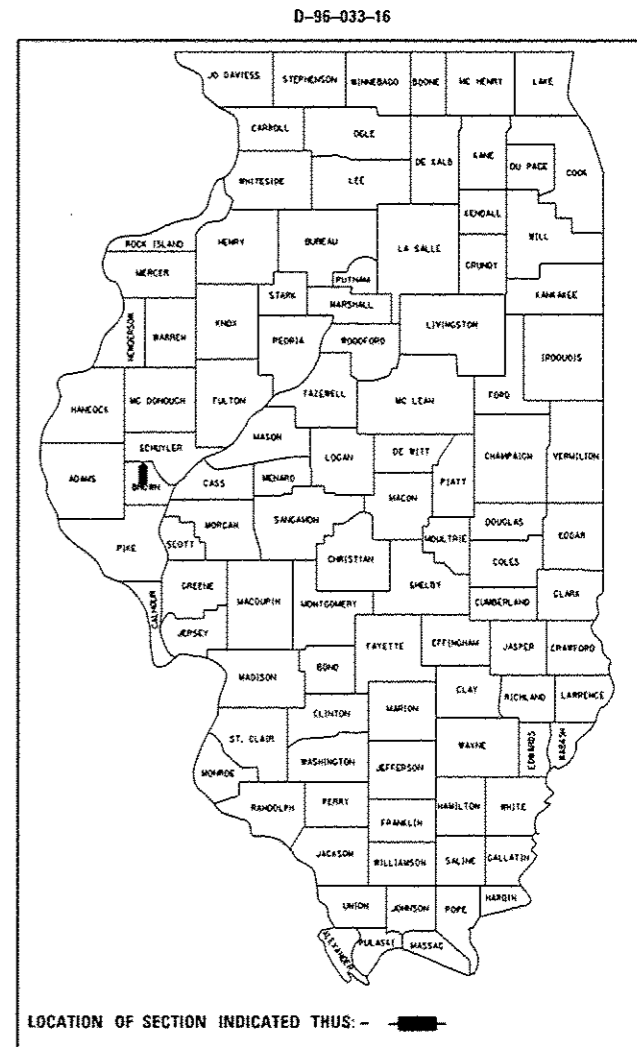 D-96-033-16
JO DAVIESS
STEPHENSON
WINNEBAGO
BOONE
MC HENRY
LAKE
CARROLL
OGLE
DE KALB
KANE
DU PAGE
COOK
WHITESIDE
LEE
KENDALL
WILL
ROCK ISLAND
HENRY
BUREAU
LA SALLE
GRUNDY
MERCER
PUTNAM
KANKAKEE
STARK
MARSHALL
HENDERSON
WARREN
KNOX
PEORIA
WOODFORD
LIVINGSTON
IROQUOIS
HANCOCK
MC DONOUGH
FULTON
TAZEWELL
MC LEAN
FORD
SCHUYLER
MASON
LOGAN
DE WITT
CHAMPAIGN
VERMILION
ADAMS
BROWN
CASS
MENARD
PIATT
MACON
MORGAN
SANGAMON
DOUGLAS
EDGAR
PIKE
SCOTT
CHRISTIAN
MOULTRIE
COLES
GREENE
MACOUPIN
MONTGOMERY
SHELBY
CUMBERLAND
CLARK
CALHOUN
JERSEY
FAYETTE
EFFINGHAM
JASPER
CRAWFORD
MADISON
BOND
CLAY
RICHLAND
LAWRENCE
CLINTON
MARION
ST. CLAIR
WAYNE
EDWARDS
WABASH
MONROE
WASHINGTON
JEFFERSON
RANDOLPH
PERRY
HAMILTON
WHITE
FRANKLIN
JACKSON
WILLIAMSON
SALINE
GALLATIN
UNION
JOHNSON
POPE
HARDIN
ALEXANDER
PULASKI
MASSAC
LOCATION OF SECTION INDICATED THUS: -